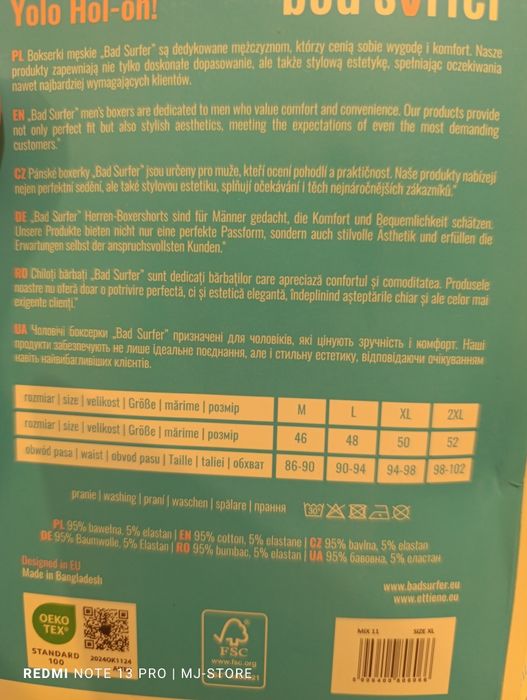 Yolo Hol-on!
bad surfer
PL Bokserki męskie „Bad Surfer" są dedykowane mężczyznom, którzy cenią sobie wygodę i komfort. Nasze
produkty zapewniają nie tylko doskonałe dopasowanie, ale także stylową estetykę, spełniając oczekiwania
nawet najbardziej wymagających klientów.
EN „Bad Surfer" men's boxers are dedicated to men who value comfort and convenience. Our products provide
not only perfect fit but also stylish aesthetics, meeting the expectations of even the most demanding
customers."
CZ Pánské boxerky „Bad Surfer" jsou určeny pro muže, kteří ocení pohodlí a praktičnost. Naše produkty nabízejí
nejen perfektní sedění, ale také stylovou estetiku, splňují očekávání i těch nejnáročnějších zákazníků."
DE „Bad Surfer" Herren-Boxershorts sind für Männer gedacht, die Komfort und Bequemlichkeit schätzen.
Unsere Produkte bieten nicht nur eine perfekte Passform, sondern auch stilvolle Ästhetik und erfüllen die
Erwartungen selbst der anspruchsvollsten Kunden."
RO Chiloți bărbați „Bad Surfer" sunt dedicați bărbaților care apreciază confortul și comoditatea. Produsele
noastre nu oferă doar o potrivire perfectă, ci și estetică elegantă, îndeplinind așteptările chiar și ale celor mai
exigente clienți."
UA Чоловічі боксерки „Bad Surfer" призначені для чоловіків, які цінують зручність і комфорт. Наші
продукти забезпечують не лише ідеальне поєднання, але і стильну естетику, відповідаючи очікуванням
навіть найвибагливіших клієнтів.
rozmiar | size | velikost | Größe | mărime | розмір M L XL 2XL
rozmiar | size | velikost | Größe | mărime | розмір 46 48 50 52
obwód pasa | waist | obvod pasu | Taille | taliei | обхват 86-90 90-94 94-98 98-102
pranie | washing | praní | waschen | spălare | прання 30°
PL 95% bawełna, 5% elastan | EN 95% cotton, 5% elastane | CZ 95% bavlna, 5% elastan
DE 95% Baumwolle, 5% Elastan | RO 95% bumbac, 5% elastan | UA 95% бавовна, 5% еластан
Designed in EU
Made in Bangladesh
www.badsurfer.eu
www.ettiene.eu
OEKO
TEX®
STANDARD
100
2024OK1124
FSC
www.fsc.org
MIX 11 SIZE XL
REDMI NOTE 13 PRO | MJ-STORE